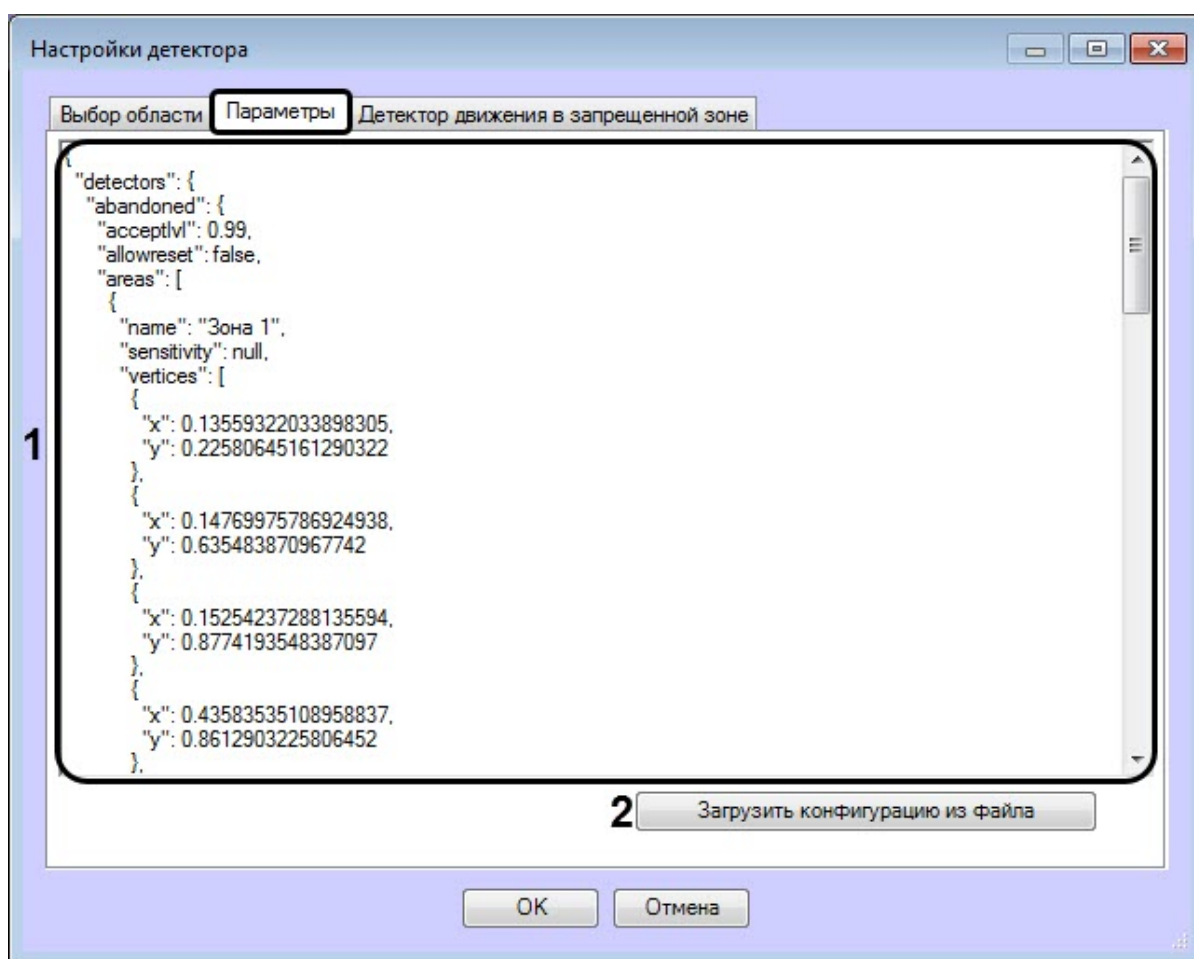 Настройки детектора
Выбор области Параметры Детектор движения в запрещенной зоне
{
"detectors": {
"abandoned": {
"acceptlvl": 0.99,
"allowreset": false,
"areas": [
{
"name": "Зона 1",
"sensitivity": null,
"vertices": [
{
"x": 0.13559322033898305,
"y": 0.22580645161290322
},
{
"x": 0.14769975786924938,
"y": 0.635483870967742
},
{
"x": 0.15254237288135594,
"y": 0.8774193548387097
},
{
"x": 0.43583535108958837,
"y": 0.8612903225806452
},
1
2 Загрузить конфигурацию из файла
OK Отмена